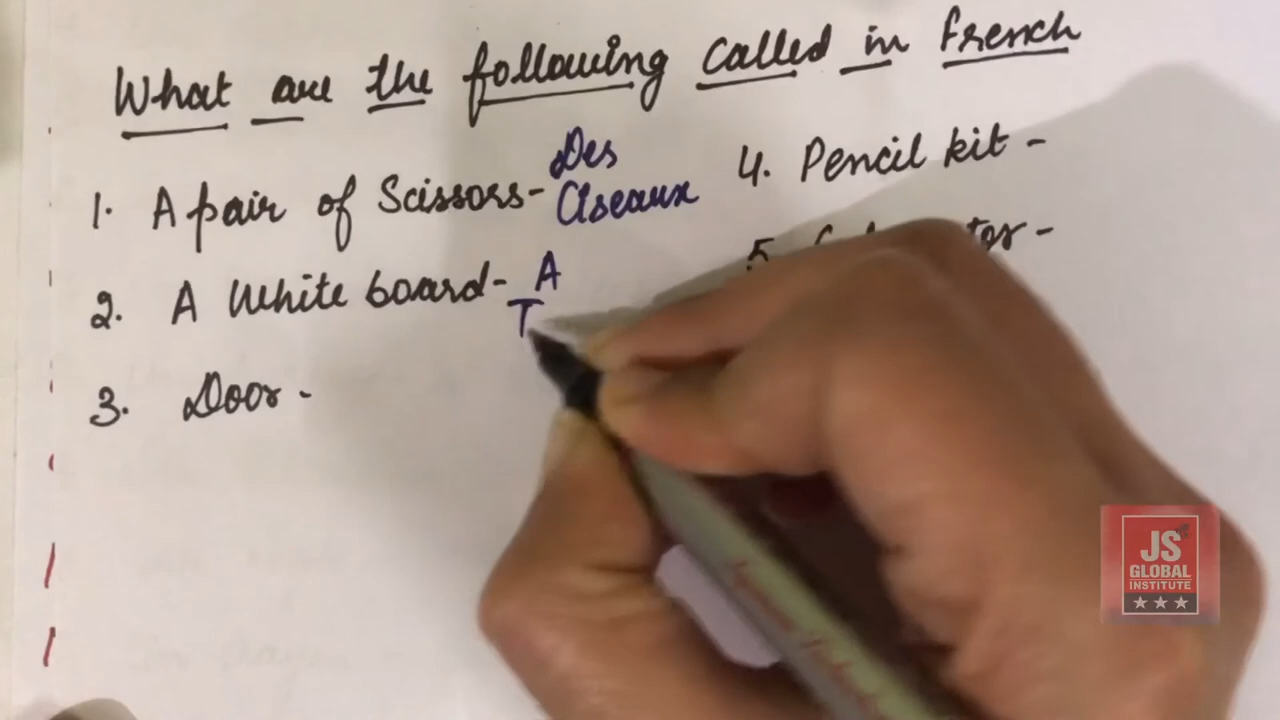 What are the following called in french
1. A pair of Scissors - Des Ciseaux
2. A White board - A T
3. Door -
4. Pencil kit -
5.
JS
GLOBAL
INSTITUTE